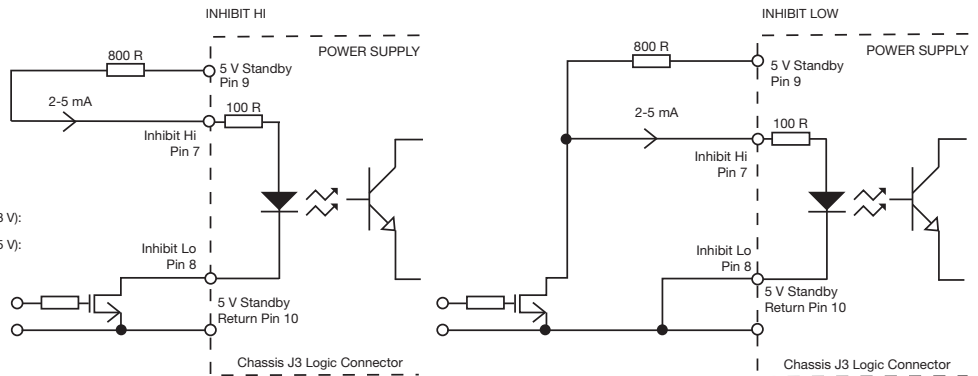 INHIBIT HI
POWER SUPPLY
800 R
5 V Standby
Pin 9
2-5 mA
100 R
Inhibit Hi
Pin 7
3 V):
5 V):
Inhibit Lo
Pin 8
5 V Standby
Return Pin 10
Chassis J3 Logic Connector
INHIBIT LOW
POWER SUPPLY
800 R
5 V Standby
Pin 9
2-5 mA
100 R
Inhibit Hi
Pin 7
Inhibit Lo
Pin 8
5 V Standby
Return Pin 10
Chassis J3 Logic Connector